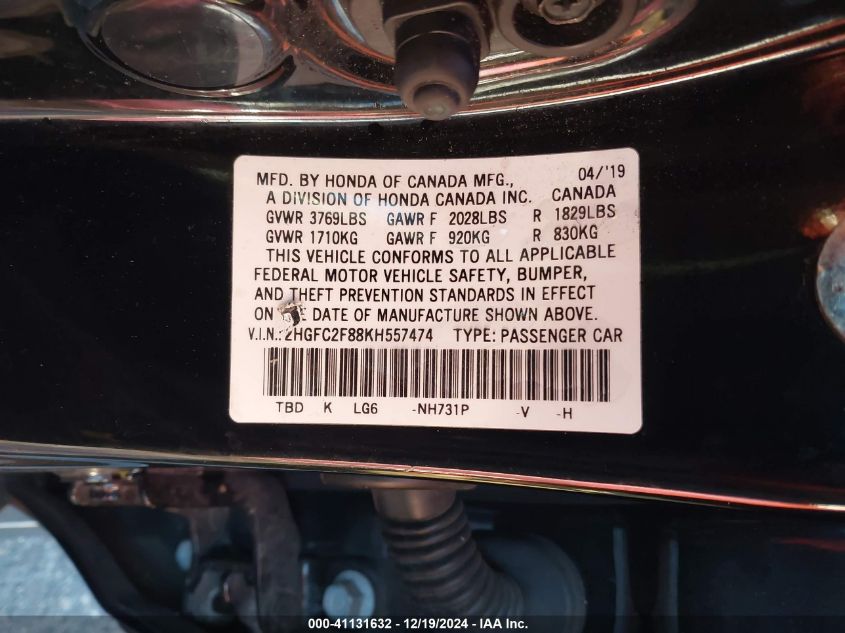 MFD. BY HONDA OF CANADA MFG., 04/'19
A DIVISION OF HONDA CANADA INC. CANADA
GVWR 3769LBS GAWR F 2028LBS R 1829LBS
GVWR 1710KG GAWR F 920KG R 830KG
THIS VEHICLE CONFORMS TO ALL APPLICABLE
FEDERAL MOTOR VEHICLE SAFETY, BUMPER,
AND THEFT PREVENTION STANDARDS IN EFFECT
ON DATE OF MANUFACTURE SHOWN ABOVE.
V.I.N.: 2HGFC2F88KH557474 TYPE: PASSENGER CAR
TBD K LG6 -NH731P -V -H
000-41131632 - 12/19/2024 - IAA Inc.